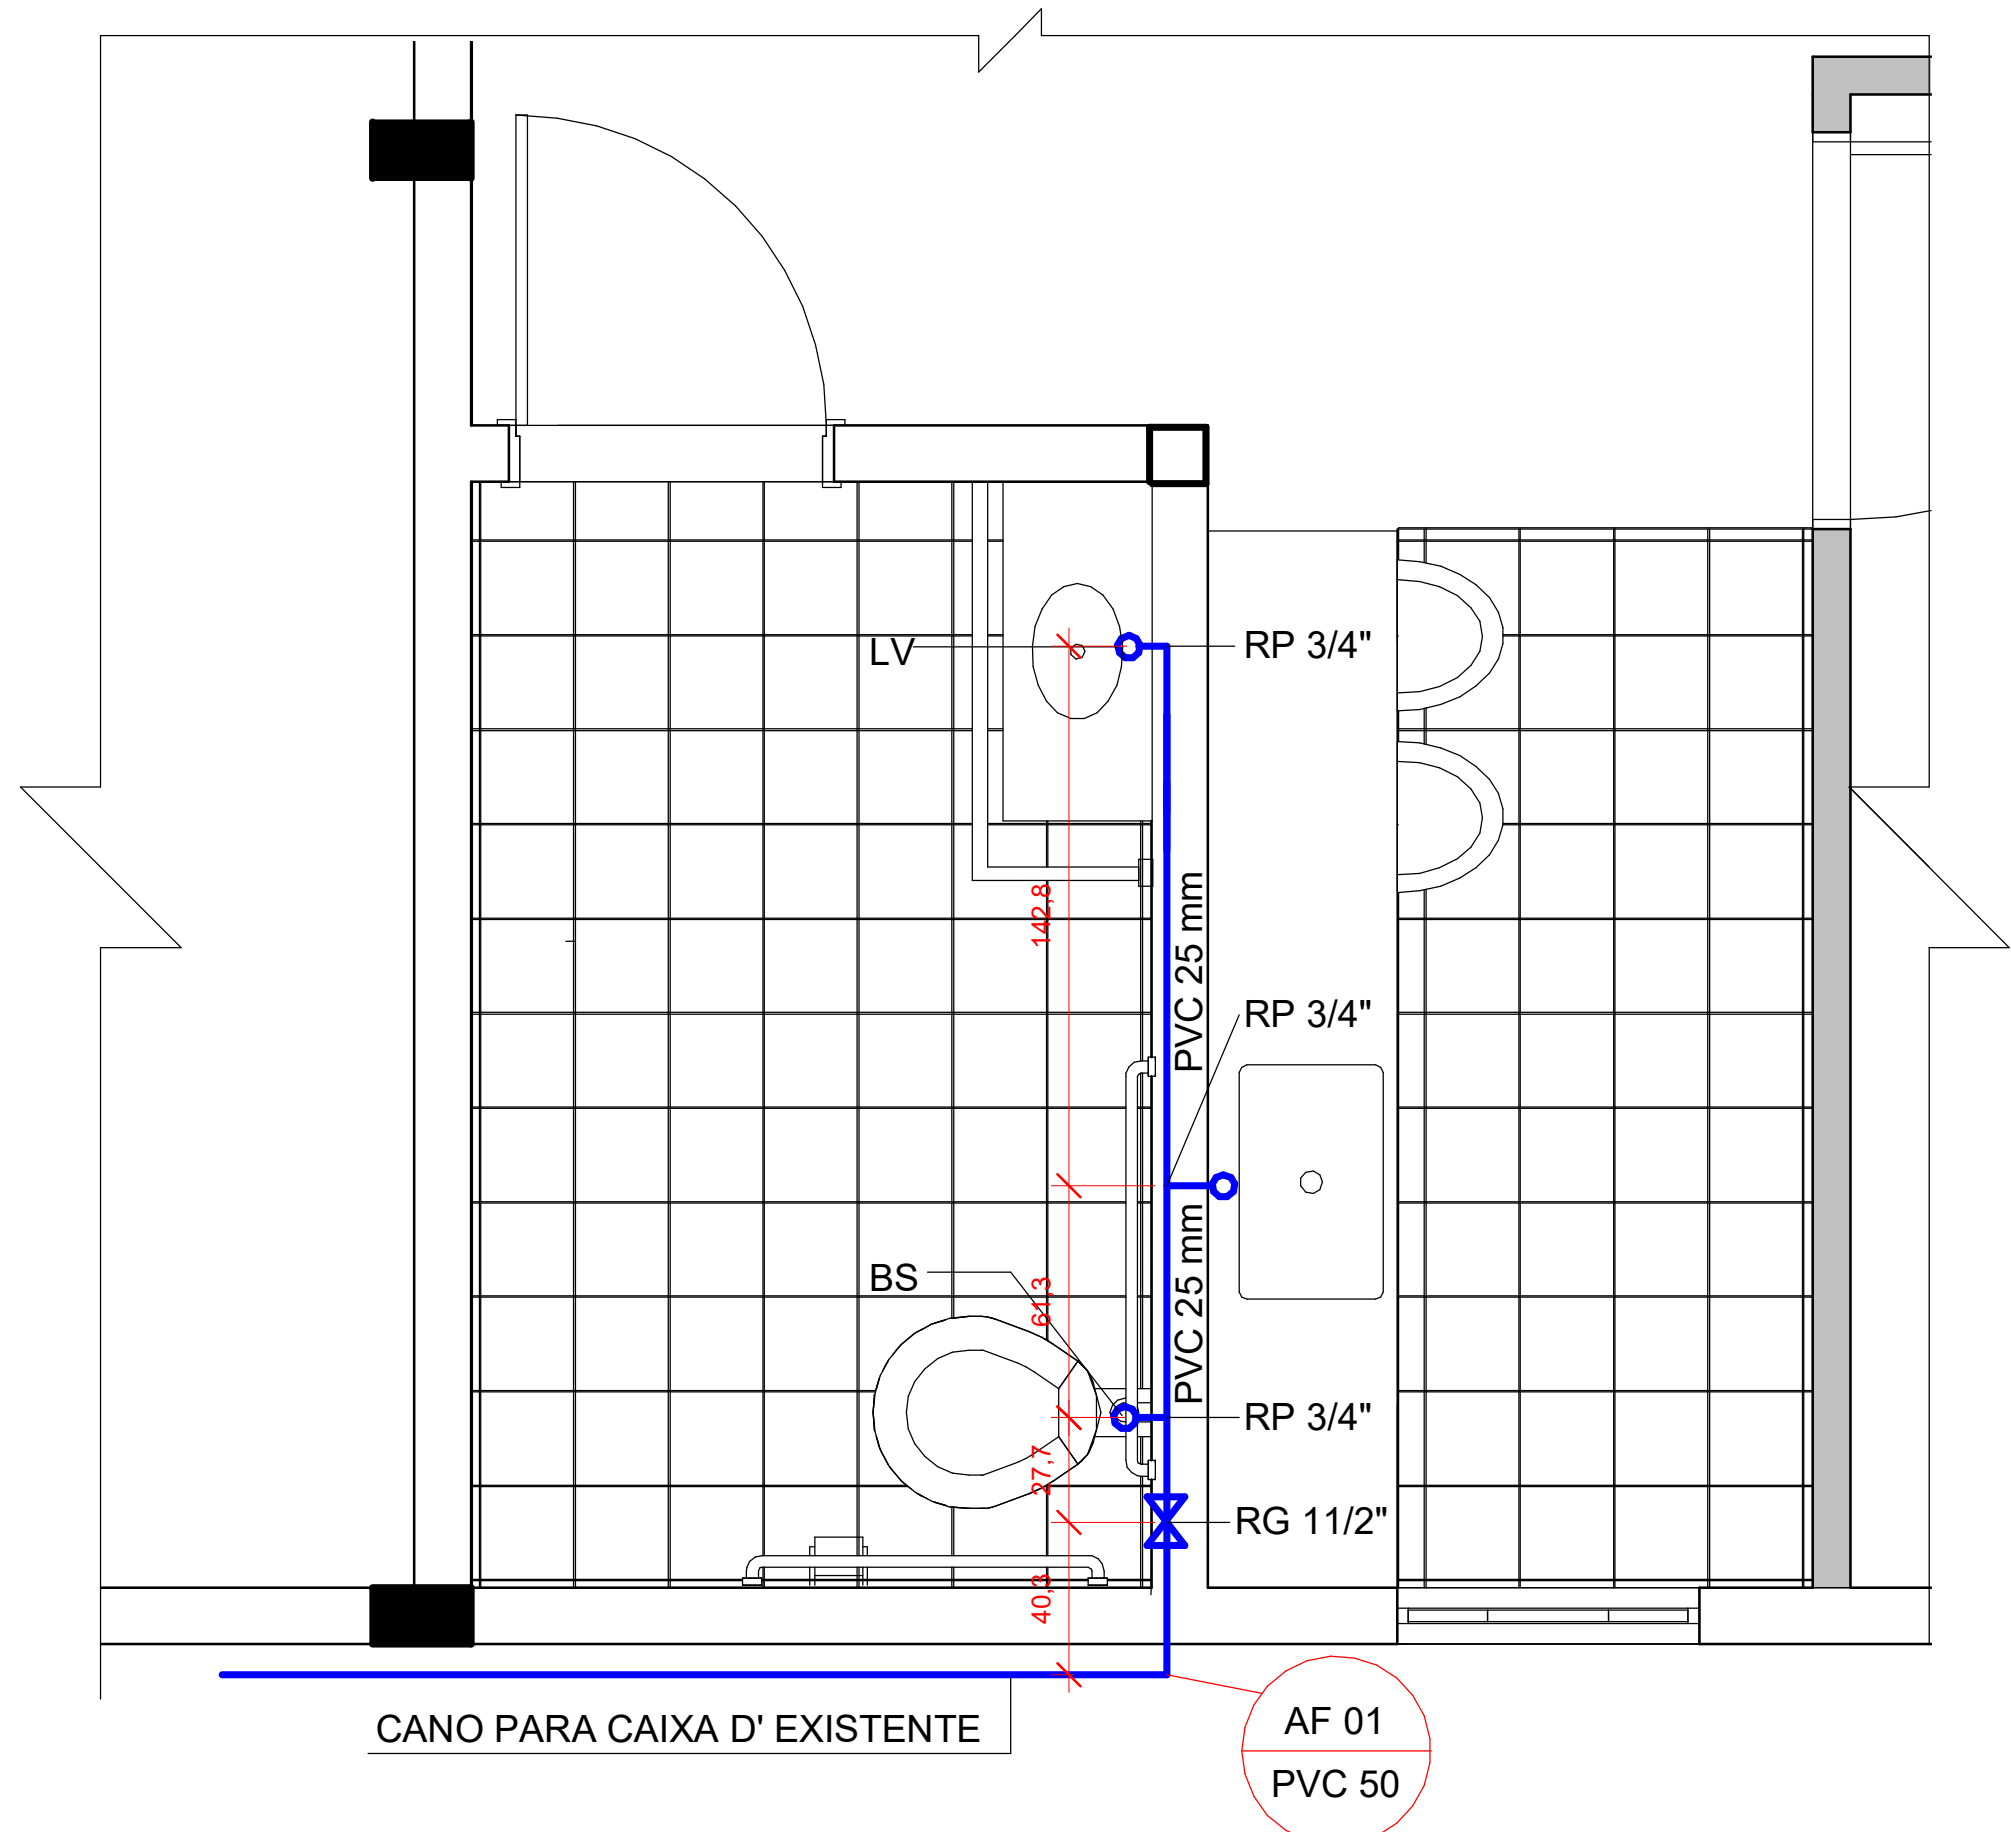 LV
RP 3/4"
142,8
PVC 25 mm
RP 3/4"
BS
61,3
PVC 25 mm
RP 3/4"
27,7
RG 11/2"
40,3
CANO PARA CAIXA D' EXISTENTE
AF 01
PVC 50